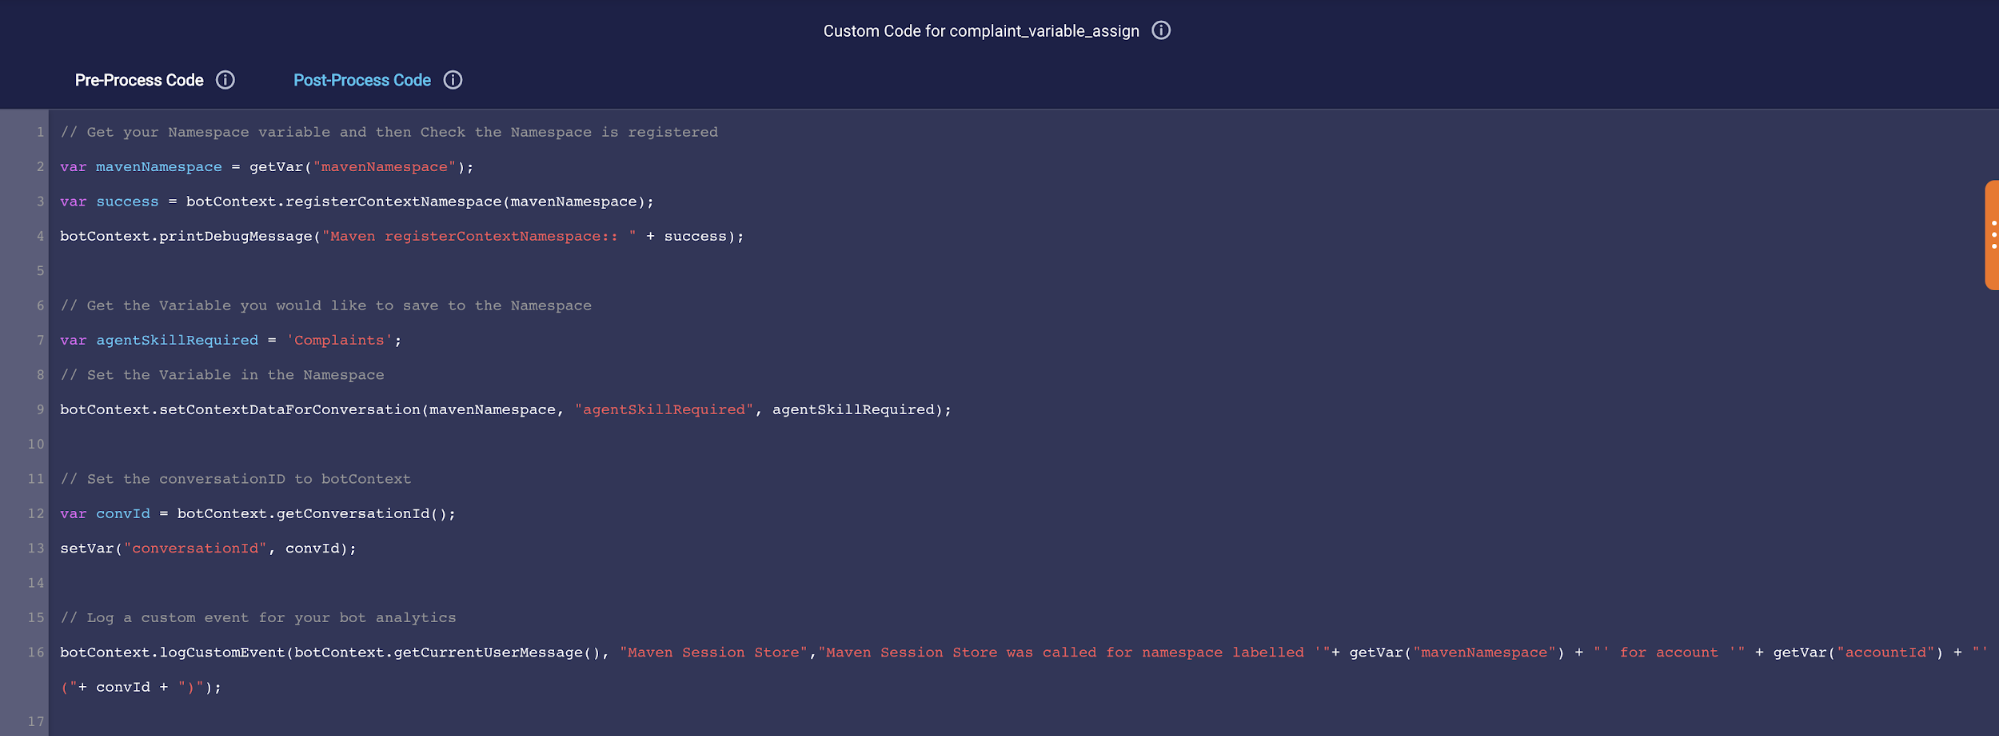 Custom Code for complaint_variable_assign
Pre-Process Code Post-Process Code
1 // Get your Namespace variable and then Check the Namespace is registered
2 var mavenNamespace = getVar("mavenNamespace");
3 var success = botContext.registerContextNamespace(mavenNamespace);
4 botContext.printDebugMessage("Maven registerContextNamespace:: " + success);
5
6 // Get the Variable you would like to save to the Namespace
7 var agentSkillRequired = 'Complaints';
8 // Set the Variable in the Namespace
9 botContext.setContextDataForConversation(mavenNamespace, "agentSkillRequired", agentSkillRequired);
10
11 // Set the conversationID to botContext
12 var convId = botContext.getConversationId();
13 setVar("conversationId", convId);
14
15 // Log a custom event for your bot analytics
16 botContext.logCustomEvent(botContext.getCurrentUserMessage(), "Maven Session Store","Maven Session Store was called for namespace labelled '"+ getVar("mavenNamespace") + "' for account '" + getVar("accountId") + "'
("+ convId + ")");
17